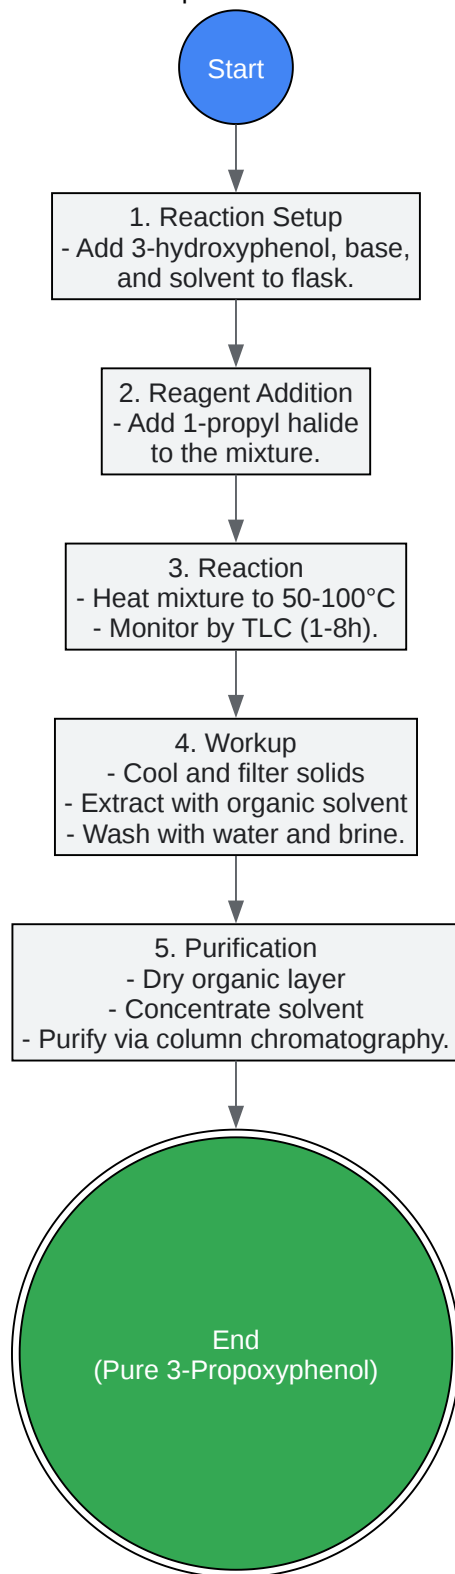 Start
1. Reaction Setup
- Add 3-hydroxyphenol, base,
and solvent to flask.
2. Reagent Addition
- Add 1-propyl halide
to the mixture.
3. Reaction
- Heat mixture to 50-100°C
- Monitor by TLC (1-8h).
4. Workup
- Cool and filter solids
- Extract with organic solvent
- Wash with water and brine.
5. Purification
- Dry organic layer
- Concentrate solvent
- Purify via column chromatography.
End
(Pure 3-Propoxyphenol)